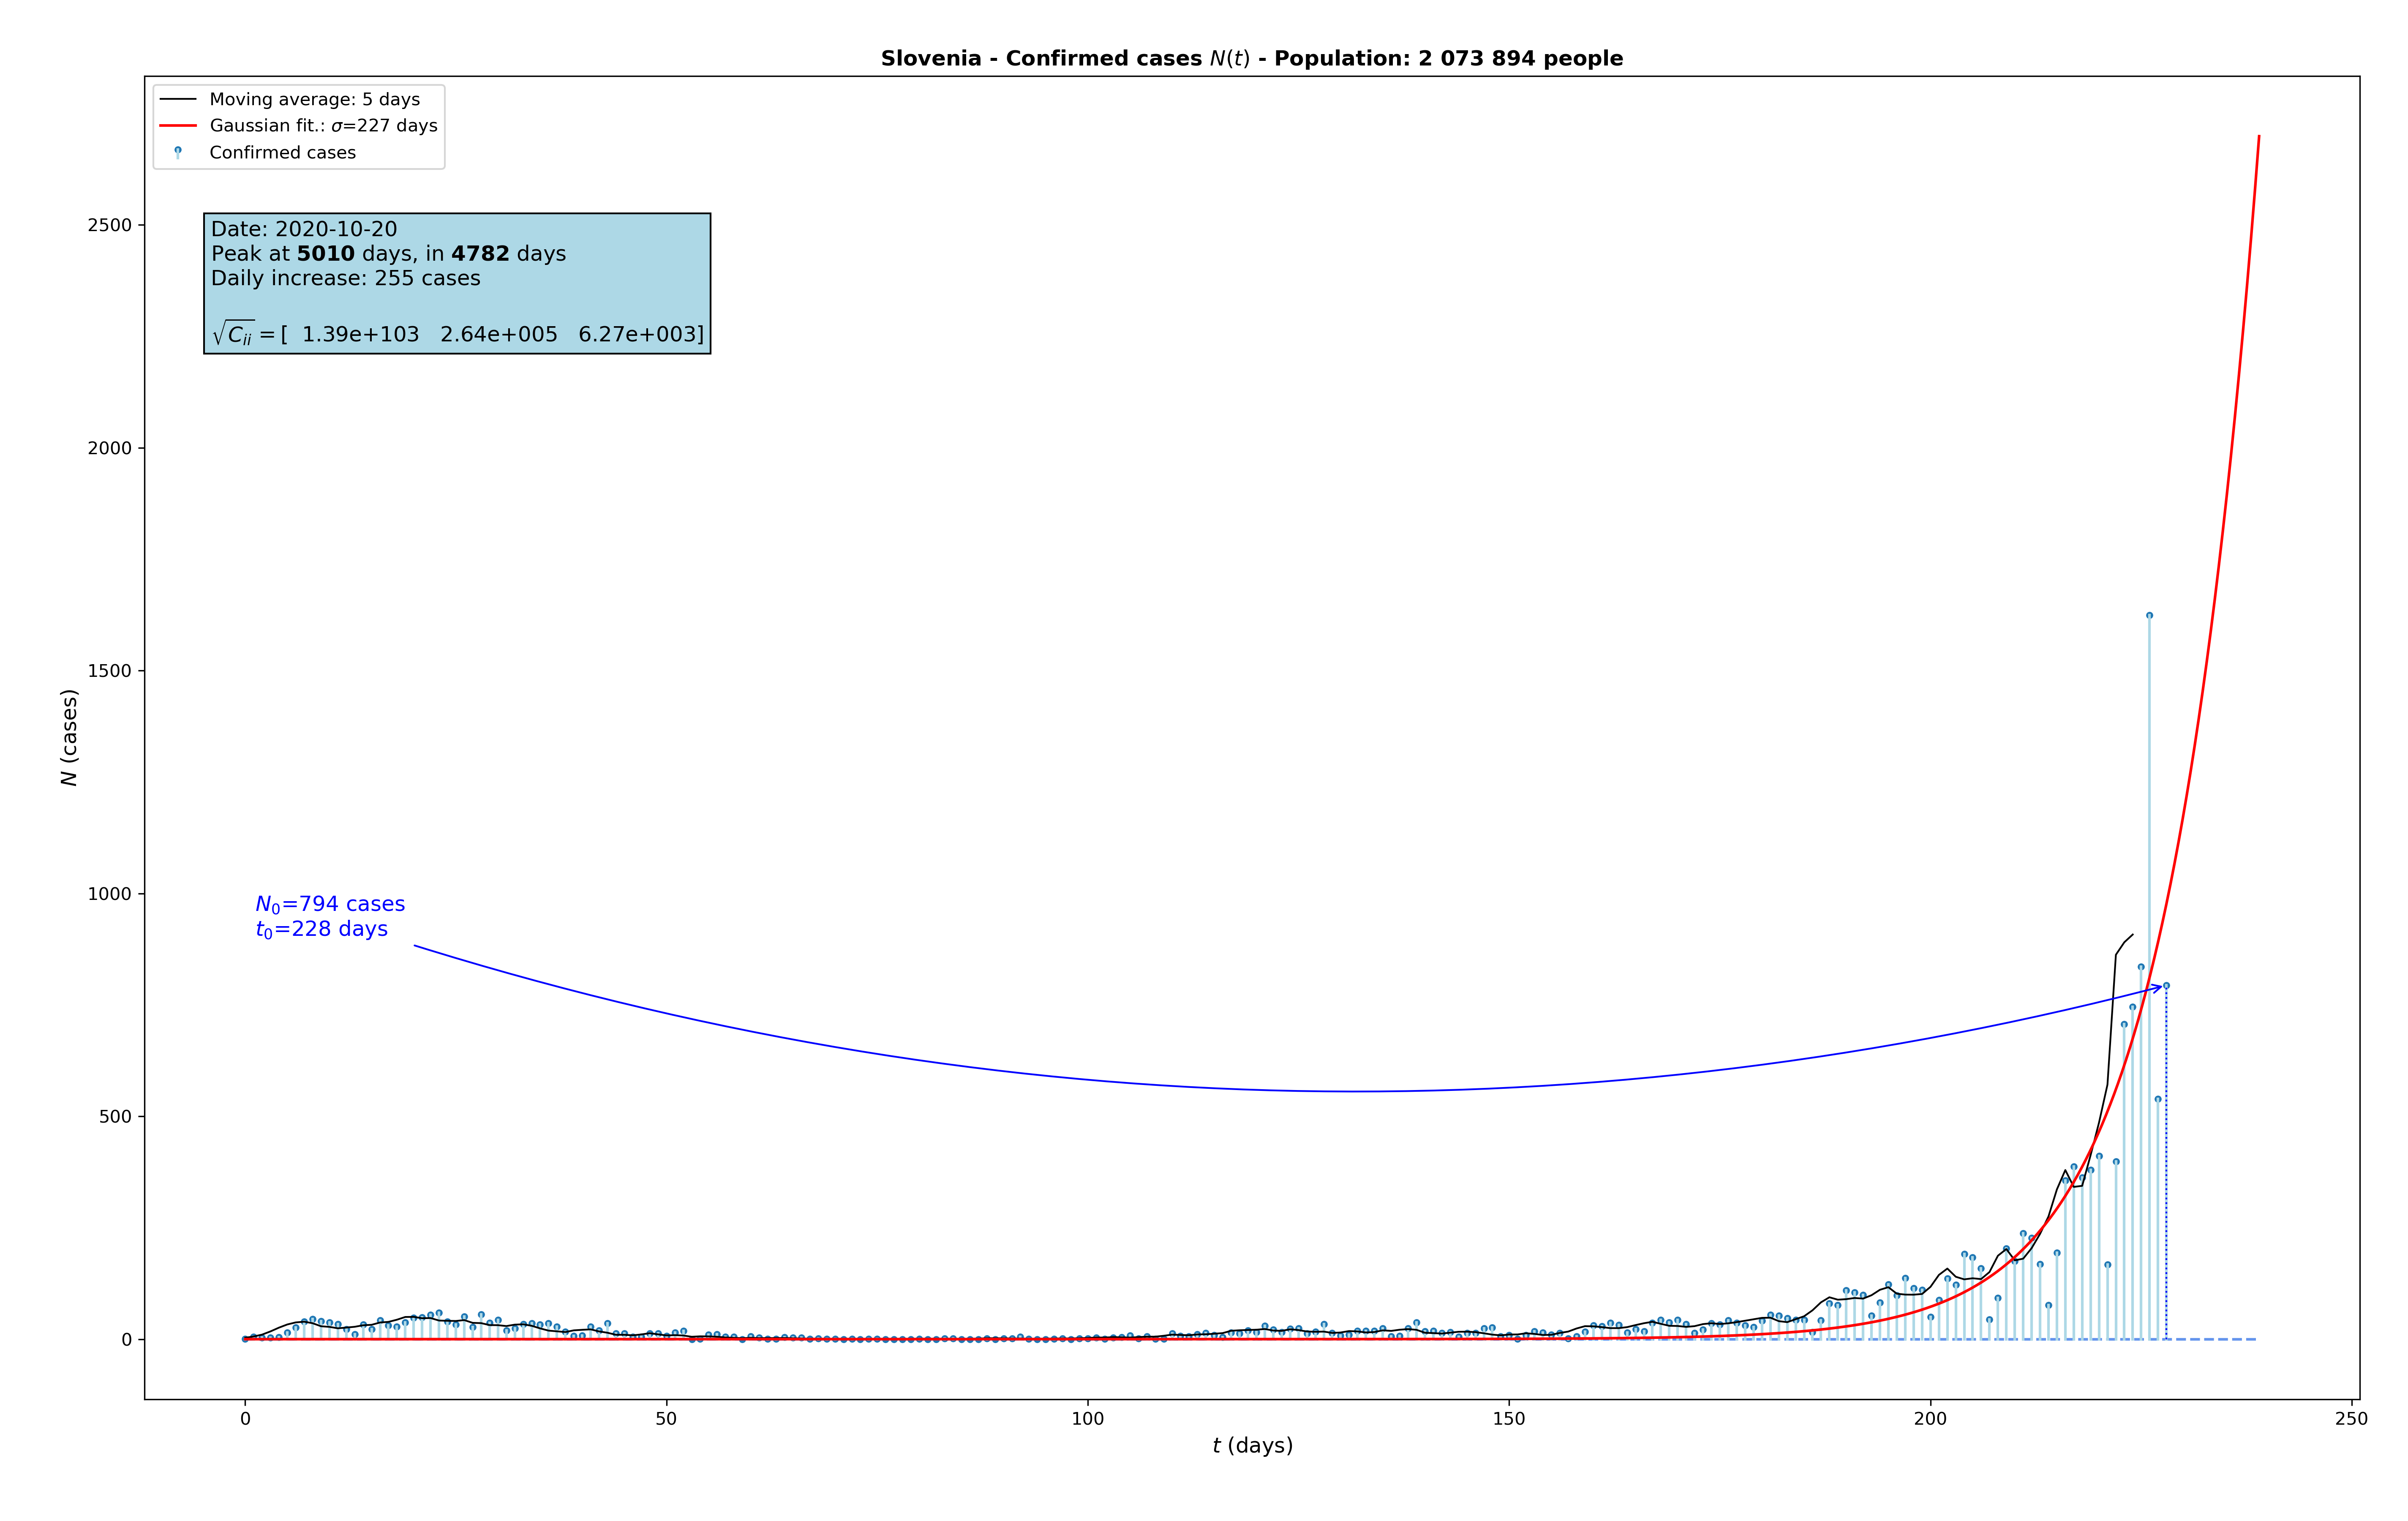 Slovenia - Confirmed cases N(t) - Population: 2 073 894 people
Moving average: 5 days
Gaussian fit.: σ=227 days
Confirmed cases
Date: 2020-10-20
Peak at 5010 days, in 4782 days
Daily increase: 255 cases
√Cᵢᵢ = [ 1.39e+103 2.64e+005 6.27e+003]
N₀=794 cases
t₀=228 days
2500
2000
1500
1000
500
0
N (cases)
0 50 100 150 200 250
t (days)